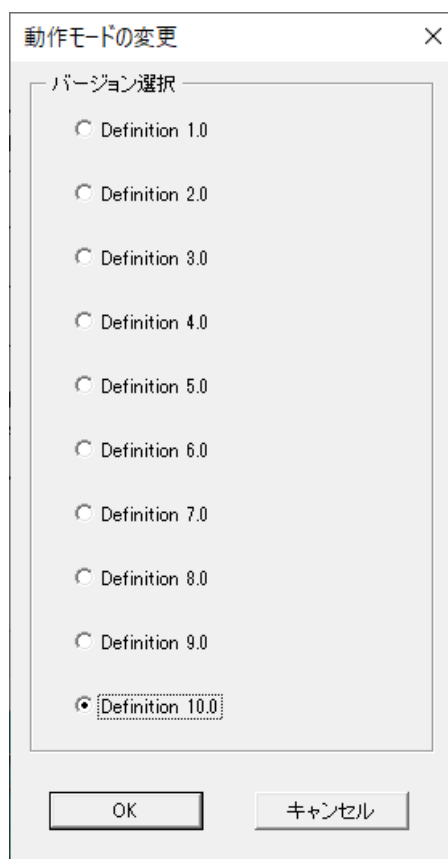 動作モードの変更
バージョン選択
Definition 1.0
Definition 2.0
Definition 3.0
Definition 4.0
Definition 5.0
Definition 6.0
Definition 7.0
Definition 8.0
Definition 9.0
Definition 10.0
OK
キャンセル